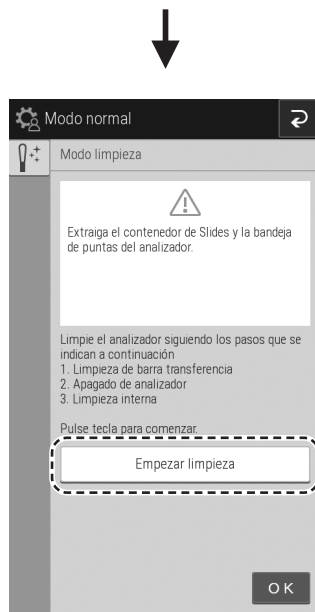 Modo normal
Modo limpieza
Extraiga el contenedor de Slides y la bandeja
de puntas del analizador.
Limpie el analizador siguiendo los pasos que se
indican a continuación
1. Limpieza de barra transferencia
2. Apagado de analizador
3. Limpieza interna
Pulse tecla para comenzar.
Empezar limpieza
OK